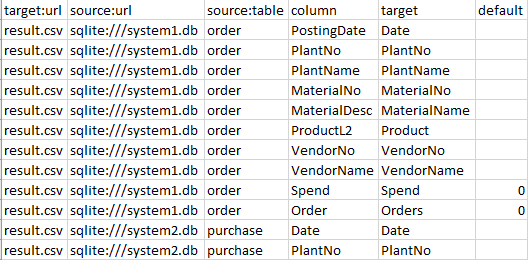 target:url source:url source:table column target default
result.csv sqlite:///system1.db order PostingDate Date
result.csv sqlite:///system1.db order PlantNo PlantNo
result.csv sqlite:///system1.db order PlantName PlantName
result.csv sqlite:///system1.db order MaterialNo MaterialNo
result.csv sqlite:///system1.db order MaterialDesc MaterialName
result.csv sqlite:///system1.db order ProductL2 Product
result.csv sqlite:///system1.db order VendorNo VendorNo
result.csv sqlite:///system1.db order VendorName VendorName
result.csv sqlite:///system1.db order Spend Spend 0
result.csv sqlite:///system1.db order Order Orders 0
result.csv sqlite:///system2.db purchase Date Date
result.csv sqlite:///system2.db purchase PlantNo PlantNo